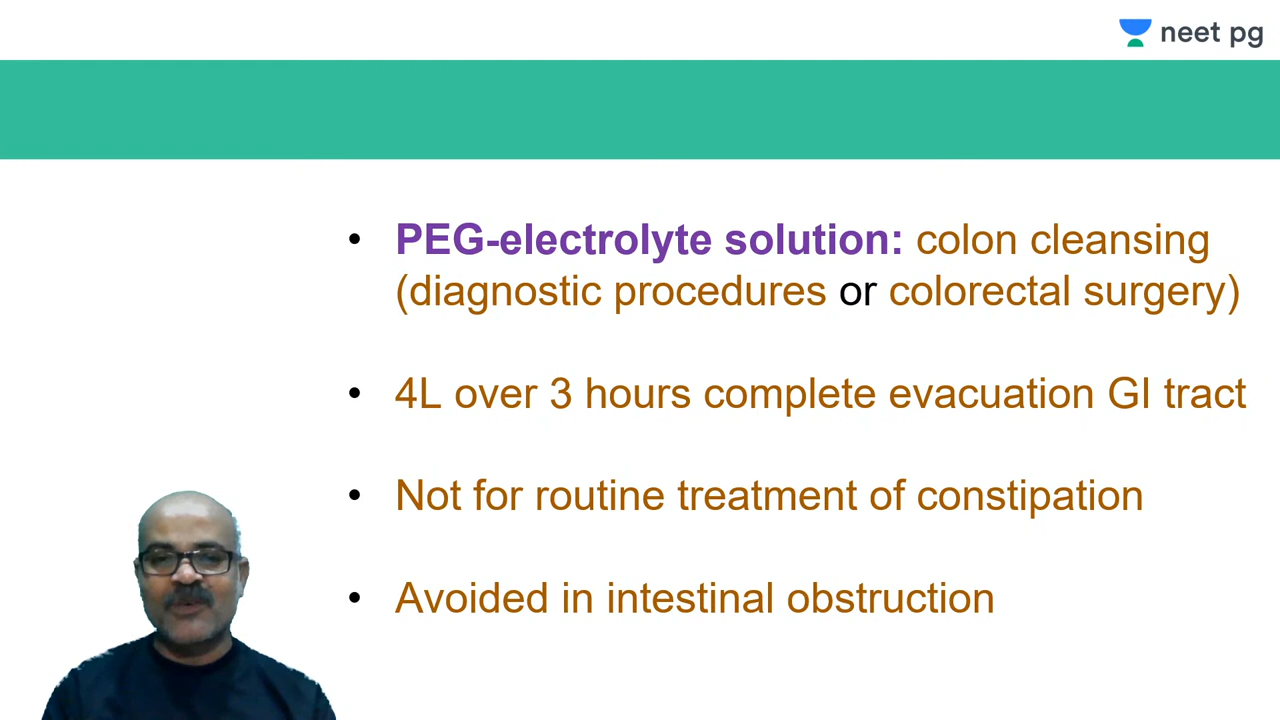 neet pg
• PEG-electrolyte solution: colon cleansing
(diagnostic procedures or colorectal surgery)
• 4L over 3 hours complete evacuation GI tract
• Not for routine treatment of constipation
• Avoided in intestinal obstruction